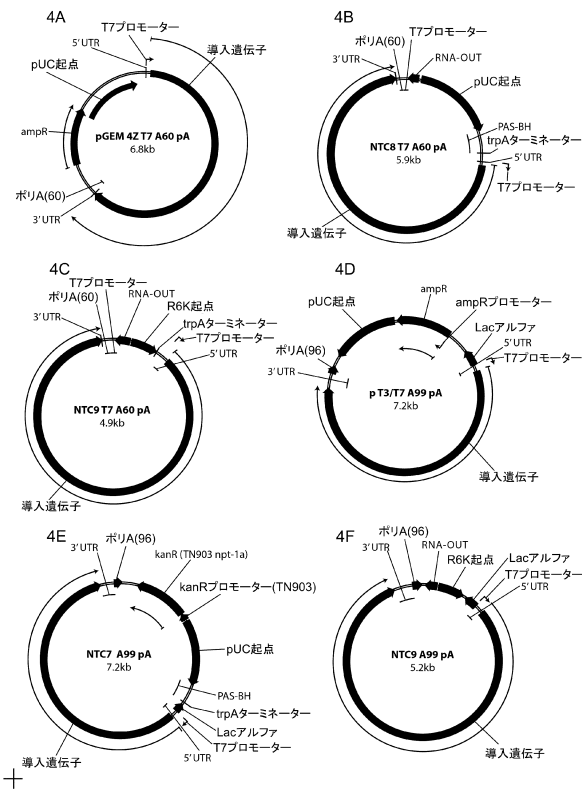 4A
T7プロモーター
5' UTR
導入遺伝子
pUC起点
ampR
pGEM 4Z T7 A60 pA
6.8kb
ポリA(60)
3' UTR
4B
ポリA(60)
T7プロモーター
3' UTR
RNA-OUT
pUC起点
PAS-BH
trpAターミネーター
5' UTR
T7プロモーター
NTC8 T7 A60 pA
5.9kb
導入遺伝子
4C
T7プロモーター
ポリA(60)
RNA-OUT
R6K起点
3' UTR
trpAターミネーター
T7プロモーター
5' UTR
NTC9 T7 A60 pA
4.9kb
導入遺伝子
4D
ampR
pUC起点
ampRプロモーター
Lacアルファ
5' UTR
T7プロモーター
ポリA(96)
3' UTR
p T3/T7 A99 pA
7.2kb
導入遺伝子
4E
ポリA(96)
3' UTR
kanR (TN903 npt-1a)
kanRプロモーター(TN903)
pUC起点
NTC7 A99 pA
7.2kb
PAS-BH
trpAターミネーター
Lacアルファ
T7プロモーター
5' UTR
導入遺伝子
4F
ポリA(96)
3' UTR
RNA-OUT
R6K起点
Lacアルファ
T7プロモーター
5' UTR
NTC9 A99 pA
5.2kb
導入遺伝子